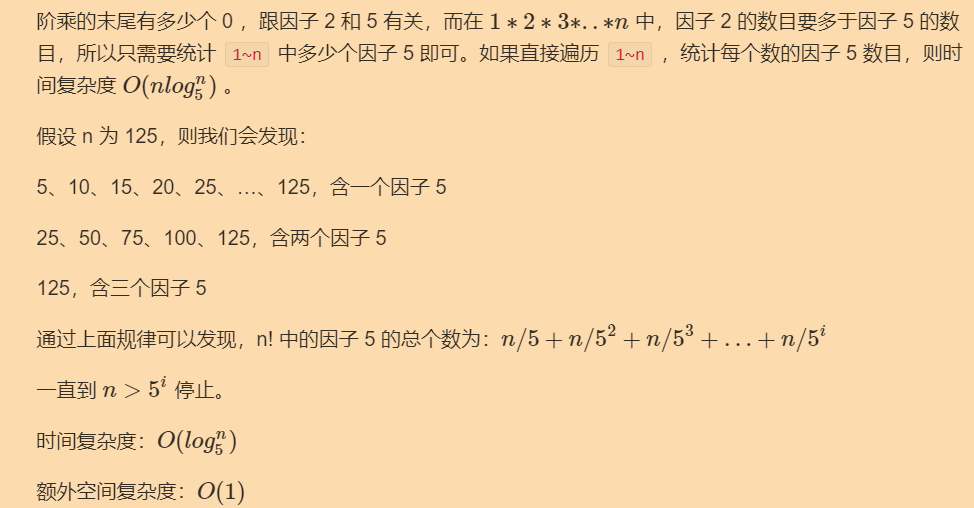 阶乘的末尾有多少个 0 ，跟因子 2 和 5 有关，而在 1 * 2 * 3*. . *n 中，因子 2 的数目要多于因子 5 的数
目，所以只需要统计 1~n 中多少个因子 5 即可。如果直接遍历 1~n ，统计每个数的因子 5 数目，则时
间复杂度 $O(nlog_5^n)$ 。
假设 n 为 125，则我们会发现：
5、10、15、20、25、…、125，含一个因子 5
25、50、75、100、125，含两个因子 5
125，含三个因子 5
通过上面规律可以发现，n! 中的因子 5 的总个数为：$n/5 + n/5^2 + n/5^3 + . . . + n/5^i$
一直到 $n > 5^i$ 停止。
时间复杂度：$O(log_5^n)$
额外空间复杂度：$O(1)$